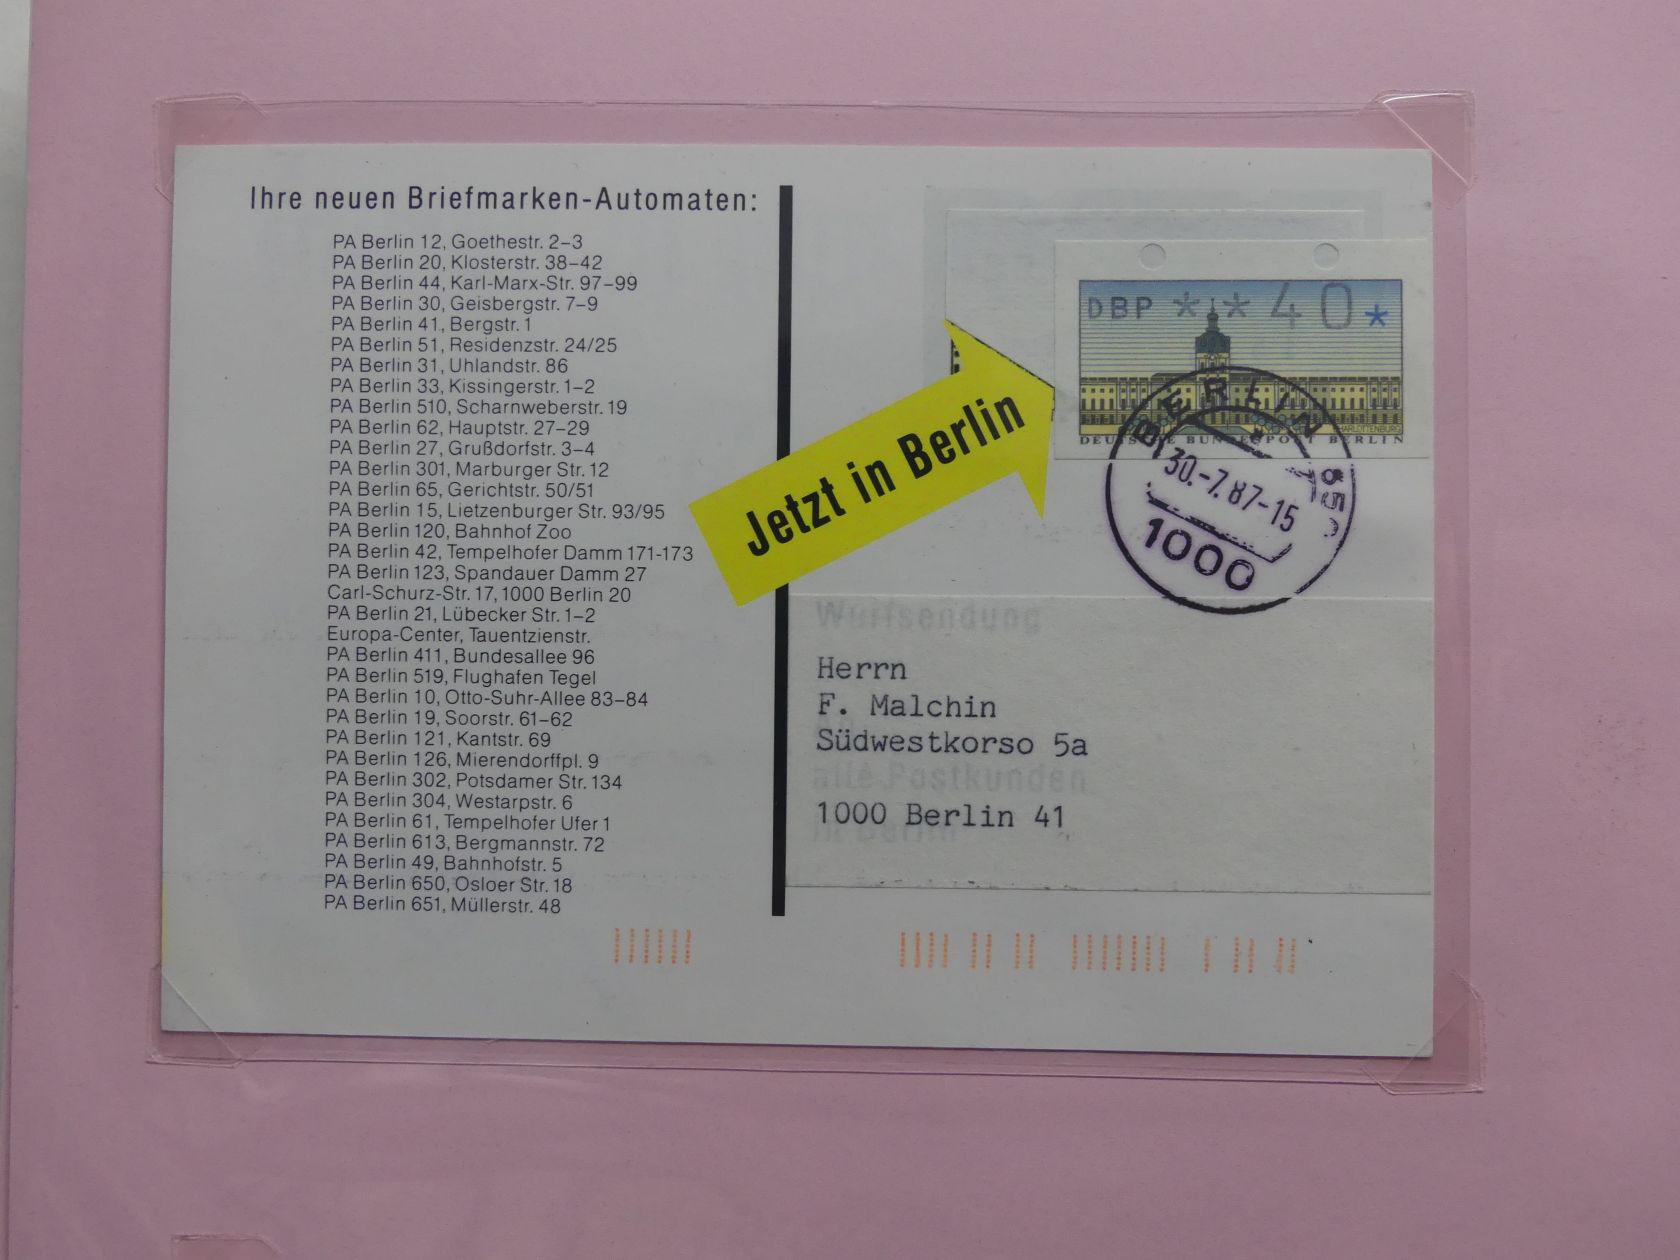 Ihre neuen Briefmarken-Automaten:
PA Berlin 12, Goethestr. 2–3
PA Berlin 20, Klosterstr. 38–42
PA Berlin 44, Karl-Marx-Str. 97–99
PA Berlin 30, Geisbergstr. 7–9
PA Berlin 41, Bergstr. 1
PA Berlin 51, Residenzstr. 24/25
PA Berlin 31, Uhlandstr. 86
PA Berlin 33, Kissingerstr. 1–2
PA Berlin 510, Scharnweberstr. 19
PA Berlin 62, Hauptstr. 27–29
PA Berlin 27, Grußdorfstr. 3–4
PA Berlin 301, Marburger Str. 12
PA Berlin 65, Gerichtstr. 50/51
PA Berlin 15, Lietzenburger Str. 93/95
PA Berlin 120, Bahnhof Zoo
PA Berlin 42, Tempelhofer Damm 171-173
PA Berlin 123, Spandauer Damm 27
Carl-Schurz-Str. 17, 1000 Berlin 20
PA Berlin 21, Lübecker Str. 1–2
Europa-Center, Tauentzienstr.
PA Berlin 411, Bundesallee 96
PA Berlin 519, Flughafen Tegel
PA Berlin 10, Otto-Suhr-Allee 83–84
PA Berlin 19, Soorstr. 61–62
PA Berlin 121, Kantstr. 69
PA Berlin 126, Mierendorffpl. 9
PA Berlin 302, Potsdamer Str. 134
PA Berlin 304, Westarpstr. 6
PA Berlin 61, Tempelhofer Ufer 1
PA Berlin 613, Bergmannstr. 72
PA Berlin 49, Bahnhofstr. 5
PA Berlin 650, Osloer Str. 18
PA Berlin 651, Müllerstr. 48
Jetzt in Berlin
DBP **40*
CHARLOTTENBURG
DEUTSCHE BUNDESPOST BERLIN
BERLIN
30.-7.87-15
1000
Wurfsendung
Herrn
F. Malchin
Südwestkorso 5a
alle Postkunden
1000 Berlin 41
in Berlin